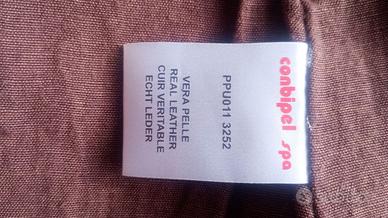 conbipel spa
PPU011 3252
VERA PELLE
REAL LEATHER
CUIR VERITABLE
ECHT LEDER